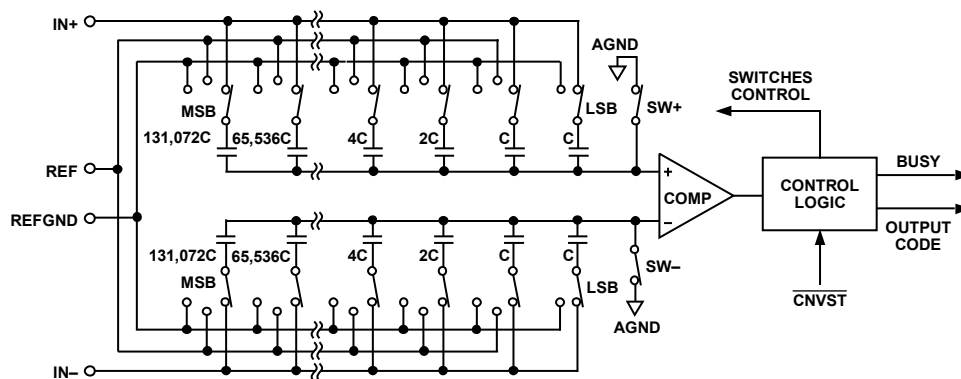 IN+
AGND
SWITCHES
CONTROL
MSB
LSB
SW+
131,072C
65,536C
4C
2C
C
C
BUSY
REF
+
COMP
−
CONTROL
LOGIC
REFGND
OUTPUT
CODE
131,072C
65,536C
4C
2C
C
C
MSB
LSB
SW–
CNVST
AGND
IN–